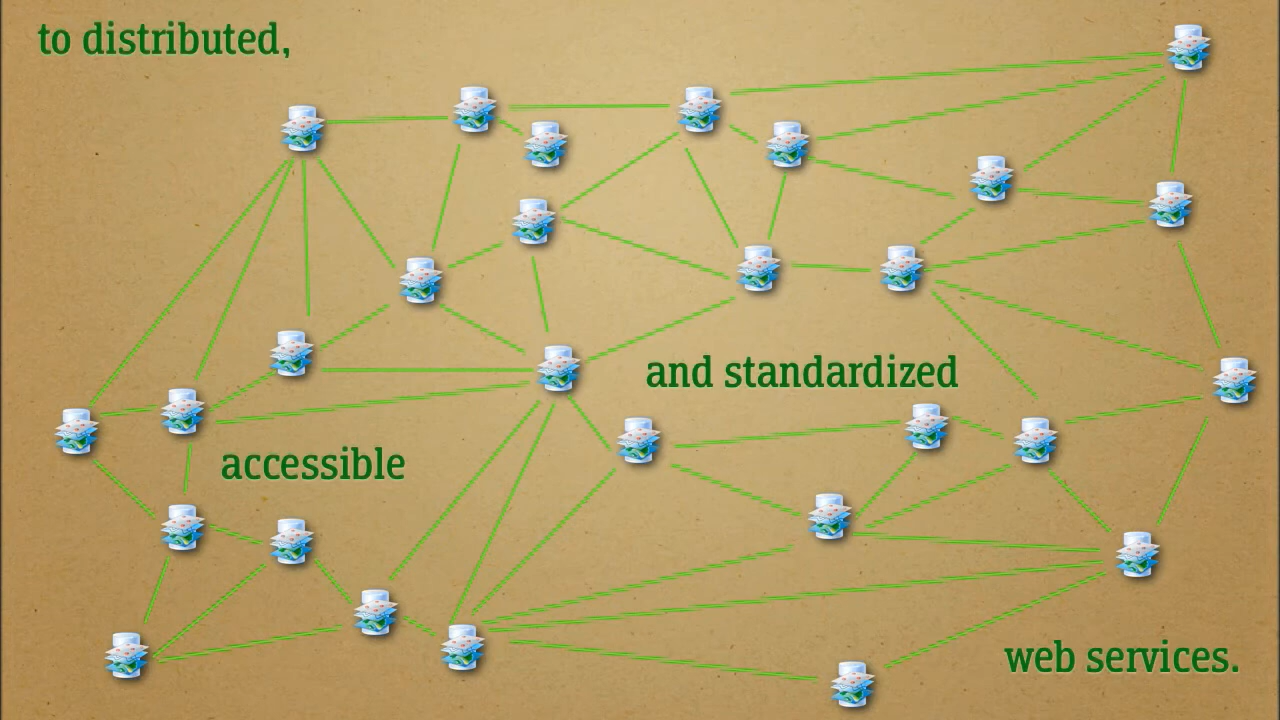 to distributed,
accessible
and standardized
web services.